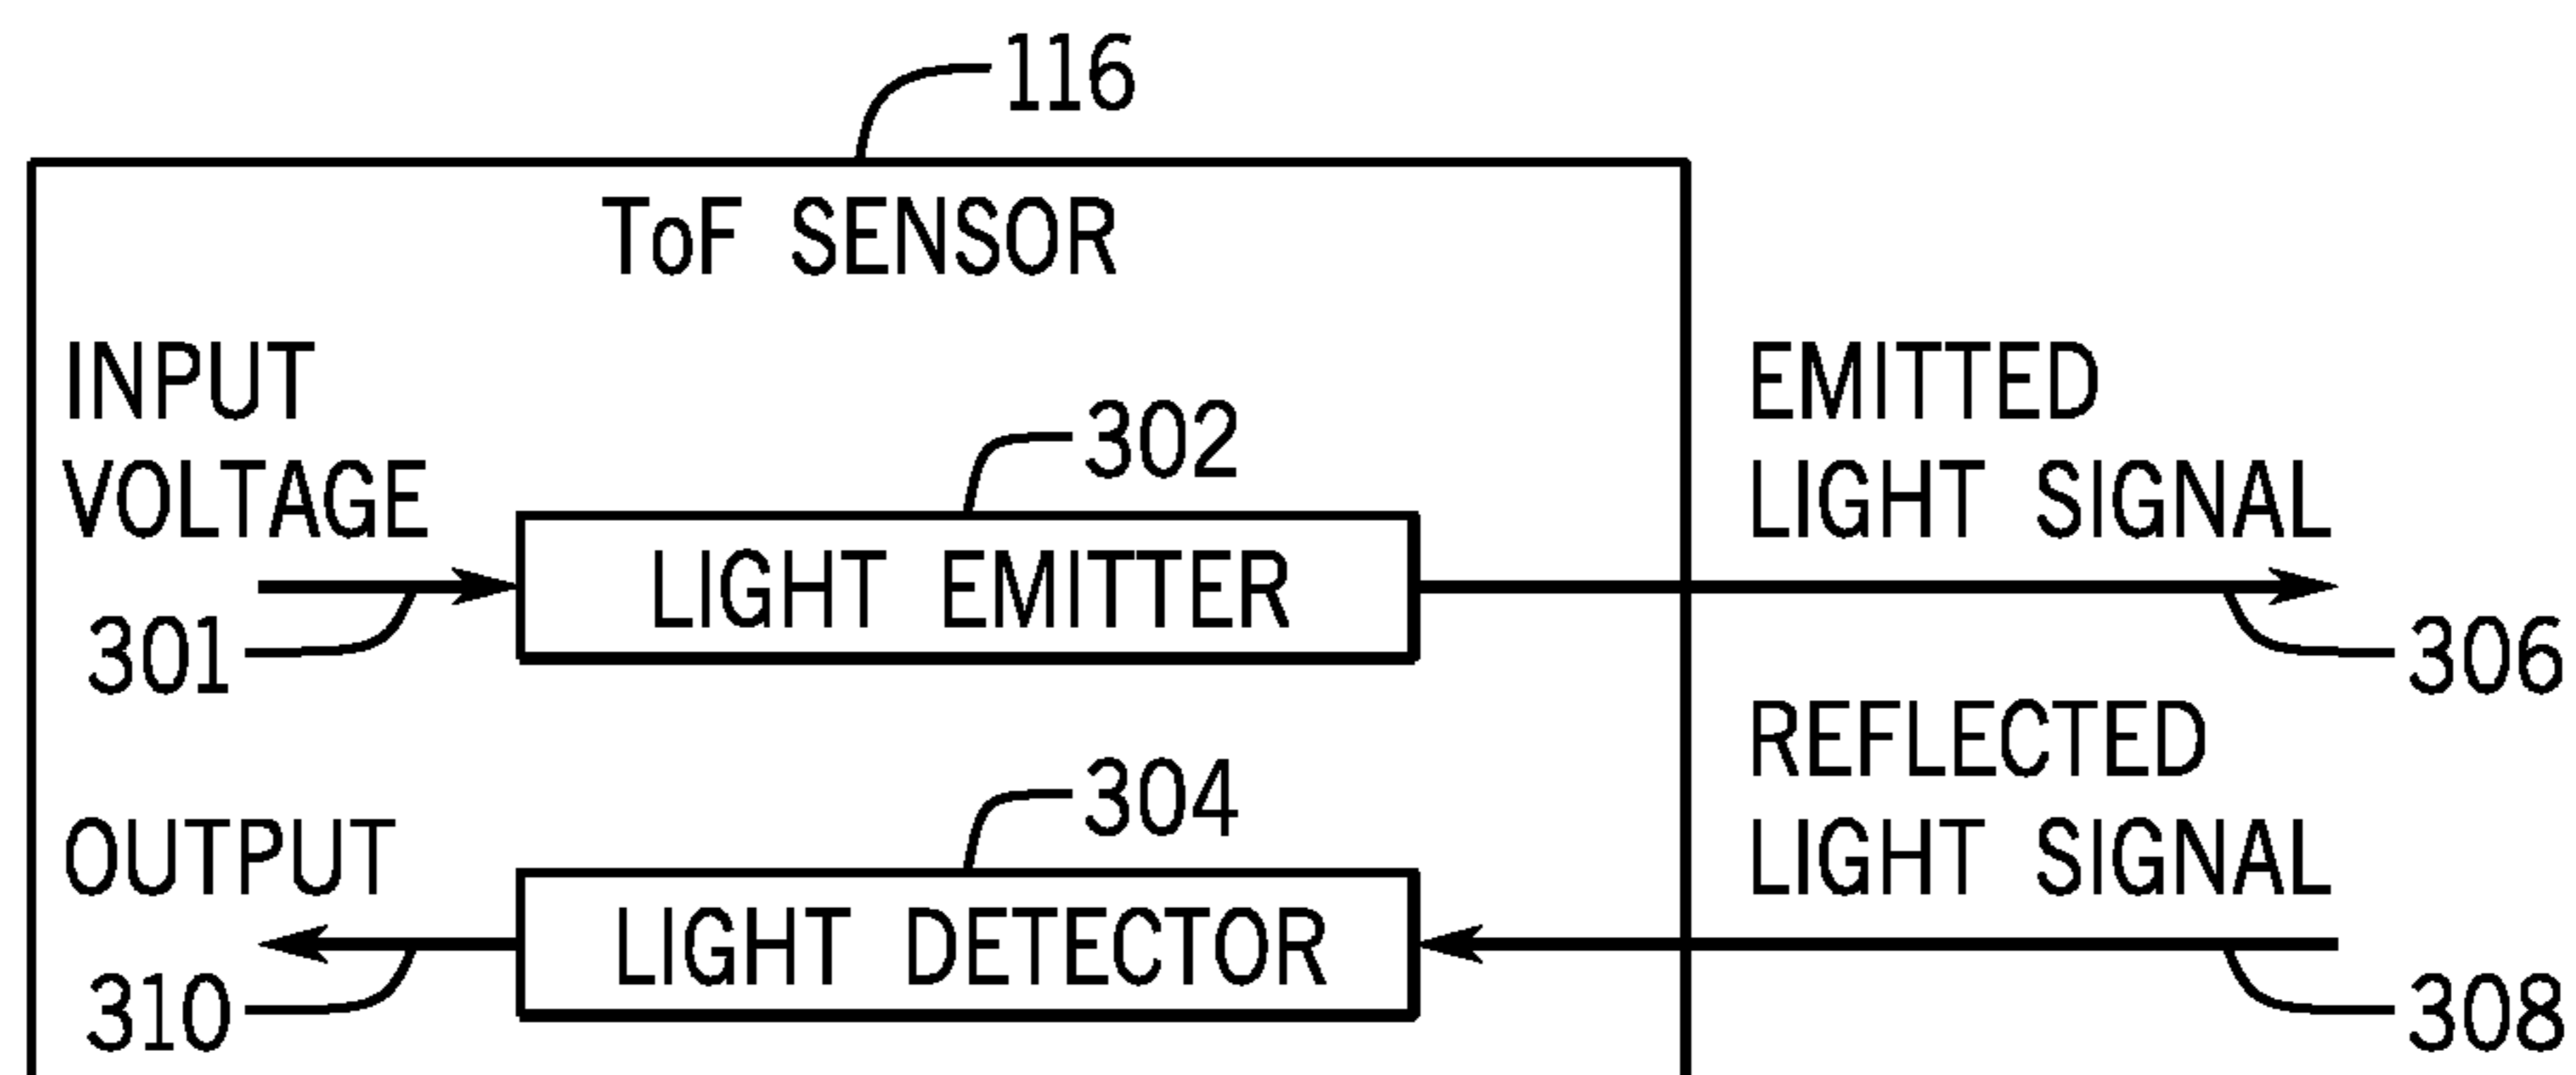 116
ToF SENSOR
INPUT
VOLTAGE
301
302
LIGHT EMITTER
EMITTED
LIGHT SIGNAL
306
OUTPUT
310
304
LIGHT DETECTOR
REFLECTED
LIGHT SIGNAL
308